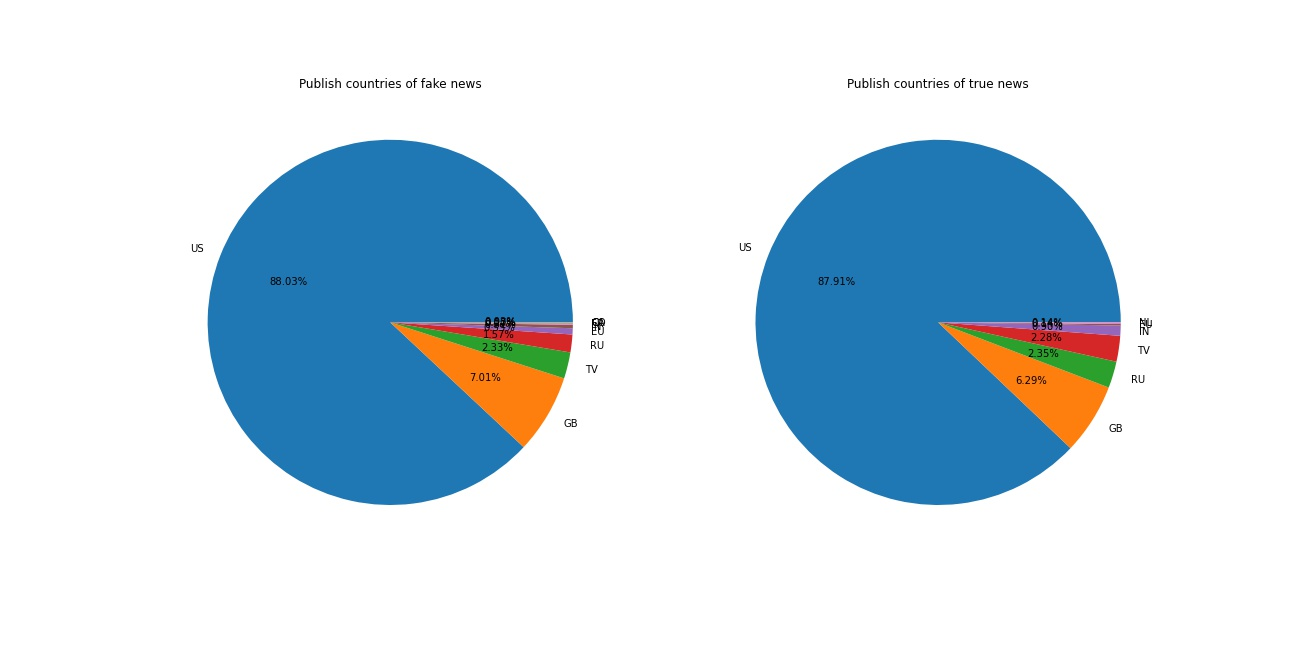 Publish countries of fake news
US
88.03%
1.57%
EU
RU
2.33%
TV
7.01%
GB
Publish countries of true news
US
87.91%
0.14%
0.90%
IN
2.28%
TV
2.35%
RU
6.29%
GB